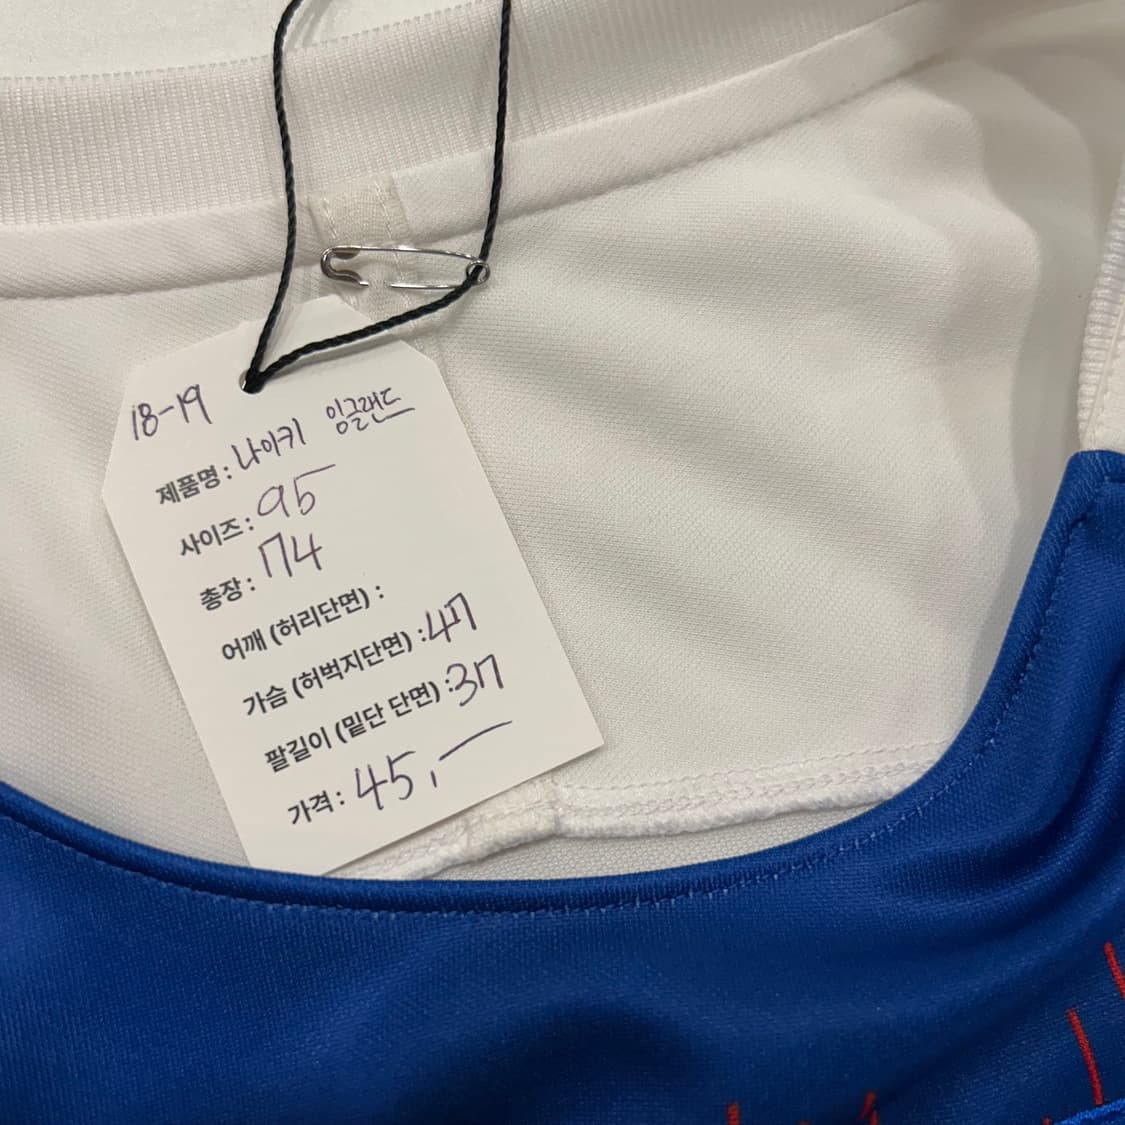 18-19
제품명 : 나이키 잉글랜드
사이즈 : 95
총장 : 74
어깨 (허리단면) :
가슴 (허벅지단면) : 47
팔길이 (밑단 단면) : 37
가격 : 45,—